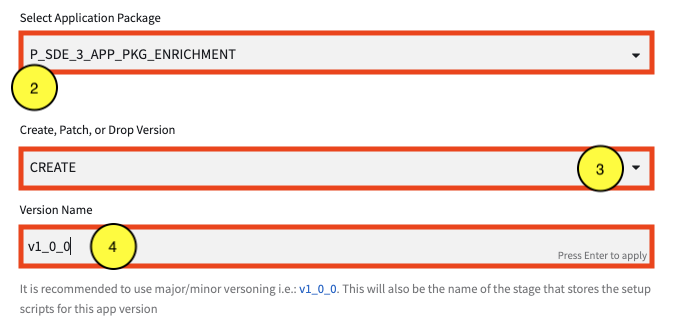 Select Application Package
P_SDE_3_APP_PKG_ENRICHMENT
2
Create, Patch, or Drop Version
CREATE
3
Version Name
v1_0_0
4
Press Enter to apply
It is recommended to use major/minor versoning i.e.: v1_0_0. This will also be the name of the stage that stores the setup
scripts for this app version